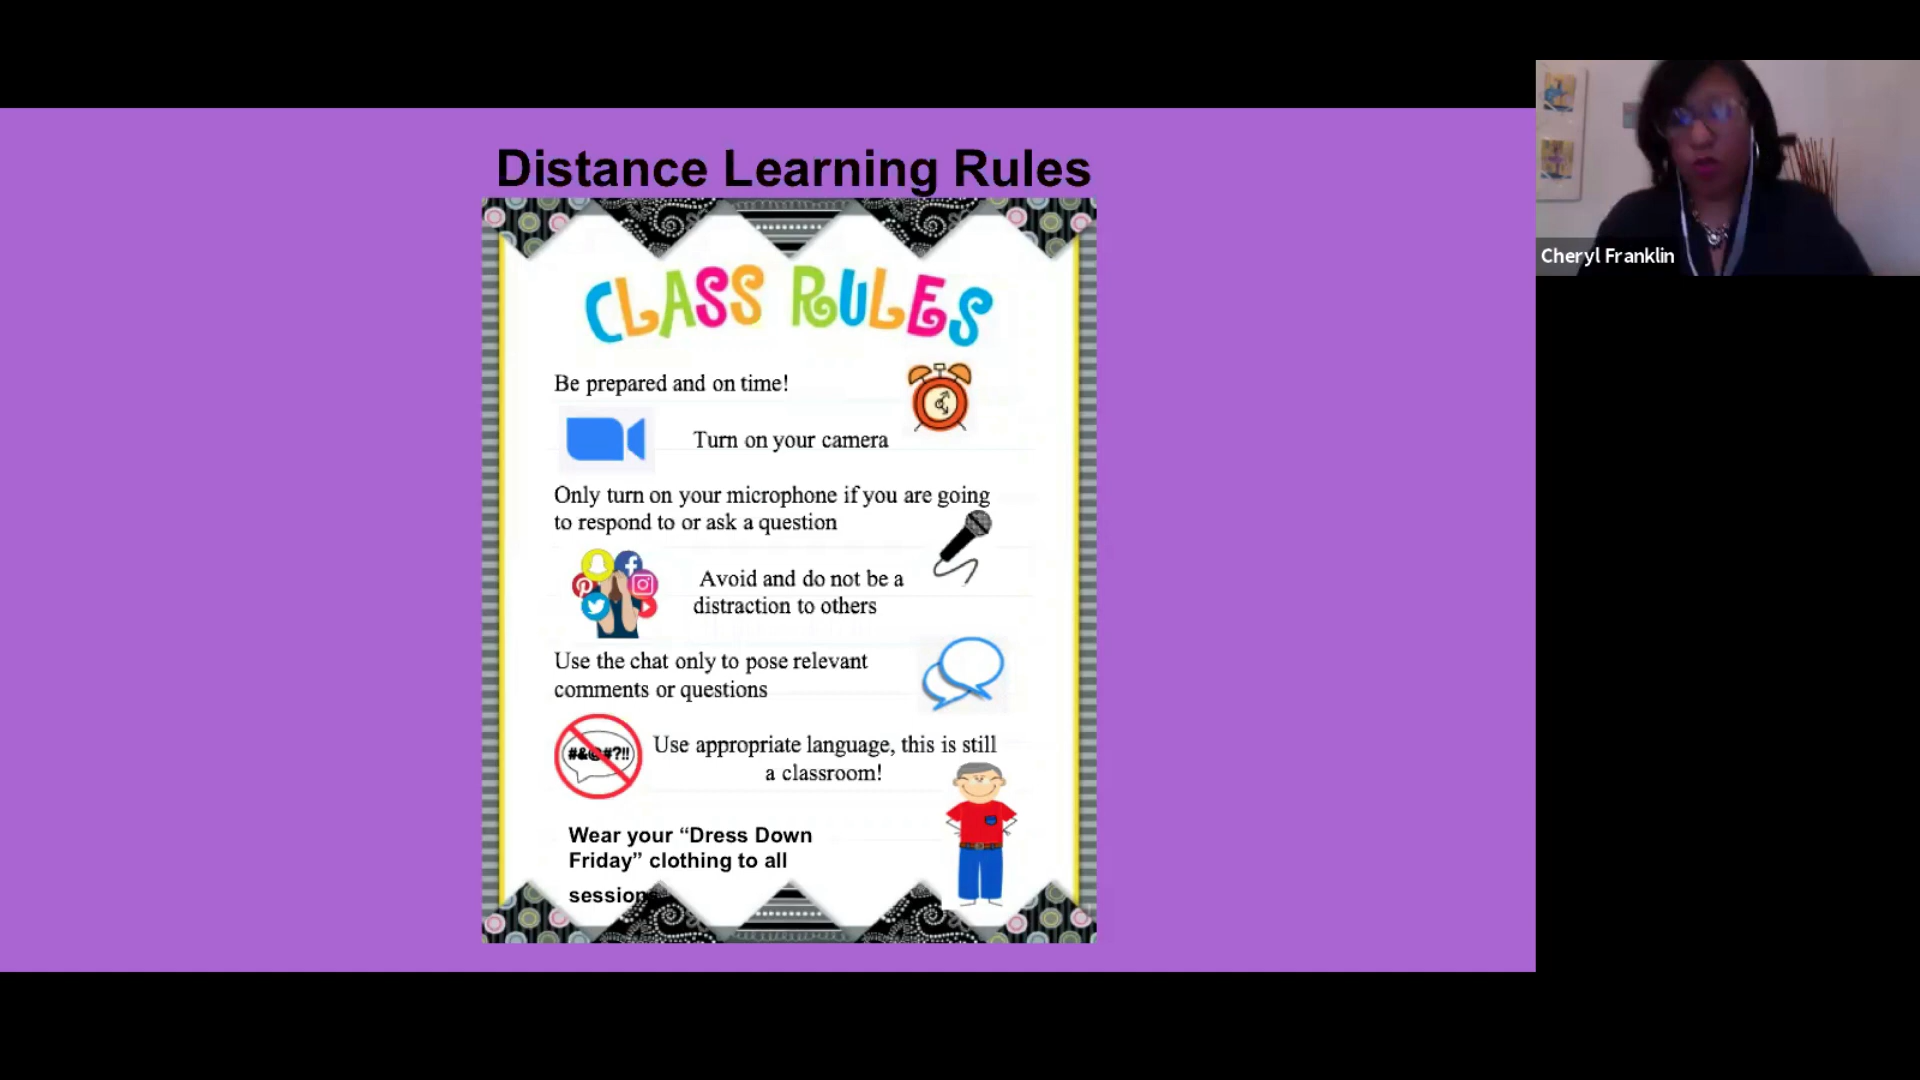 Distance Learning Rules
CLASS RULES
Be prepared and on time!
Turn on your camera
Only turn on your microphone if you are going
to respond to or ask a question
Avoid and do not be a
distraction to others
Use the chat only to pose relevant
comments or questions
#&@#?!!
Use appropriate language, this is still
a classroom!
Wear your “Dress Down
Friday” clothing to all
sessions
Cheryl Franklin